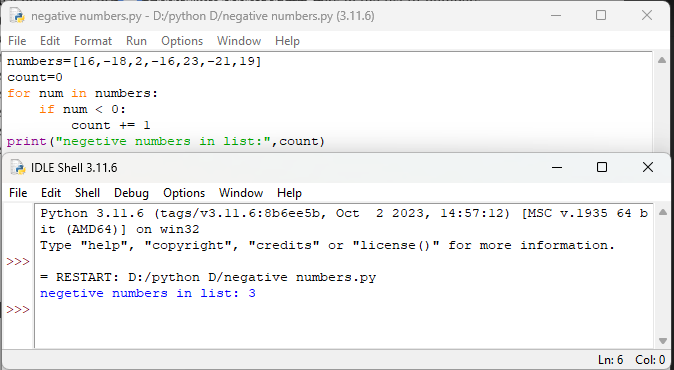 negative numbers.py - D:/python D/negative numbers.py (3.11.6)
File Edit Format Run Options Window Help
numbers=[16,-18,2,-16,23,-21,19]
count=0
for num in numbers:
    if num < 0:
        count += 1
print("negetive numbers in list:",count)
IDLE Shell 3.11.6
File Edit Shell Debug Options Window Help
Python 3.11.6 (tags/v3.11.6:8b6ee5b, Oct  2 2023, 14:57:12) [MSC v.1935 64 b
it (AMD64)] on win32
Type "help", "copyright", "credits" or "license()" for more information.
>>>
= RESTART: D:/python D/negative numbers.py
negetive numbers in list: 3
>>>
Ln: 6 Col: 0